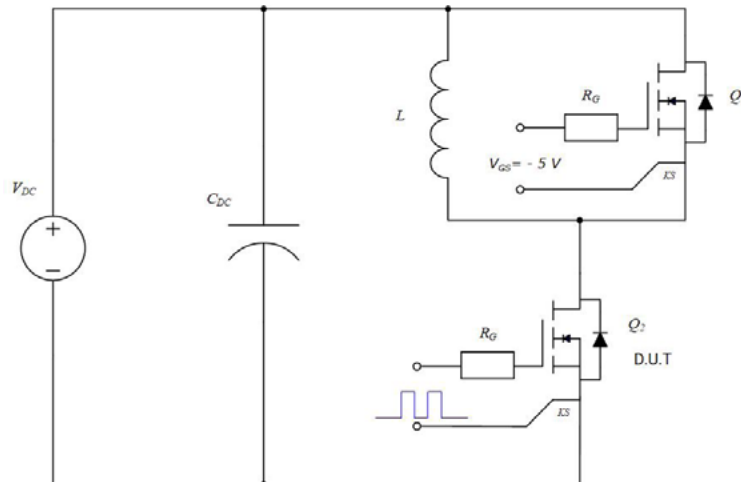 R_G
Q
L
V_GS = - 5 V
KS
V_DC
C_DC
R_G
Q_2
D.U.T
KS